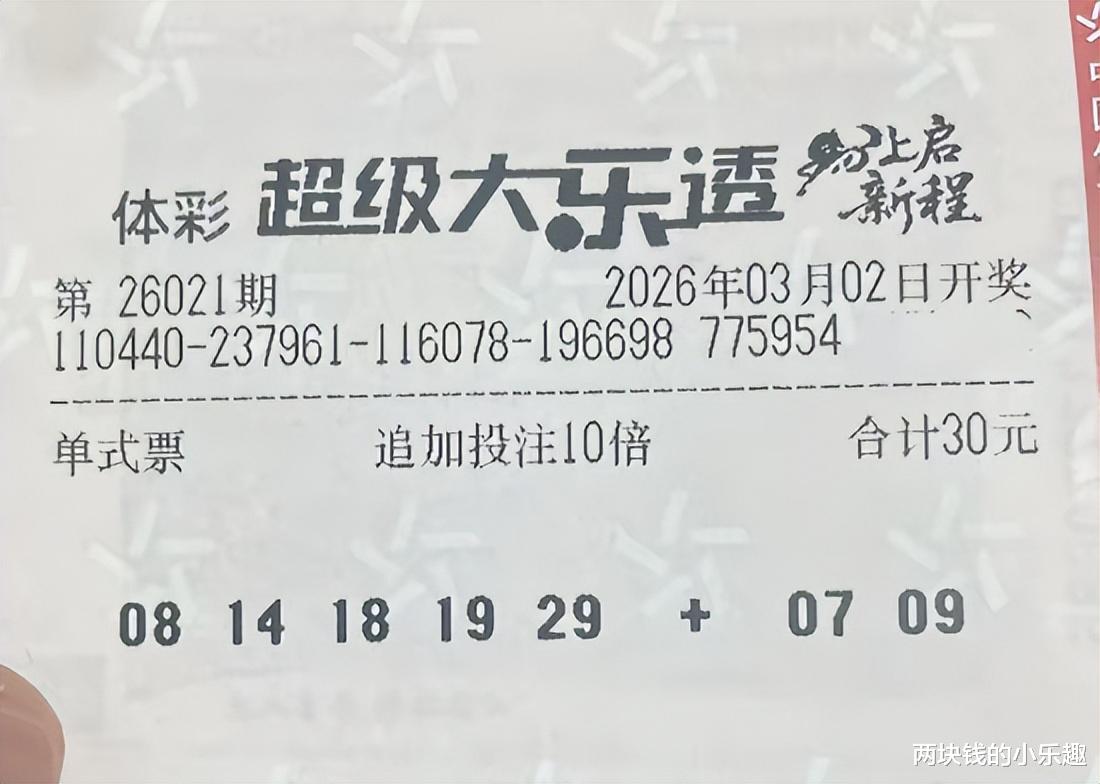 体彩 超级大乐透 马上启
新程
第 26021期 2026年03月02日开奖
110440-237961-116078-196698 775954
单式票 追加投注10倍 合计30元
08 14 18 19 29 + 07 09
两块钱的小乐趣